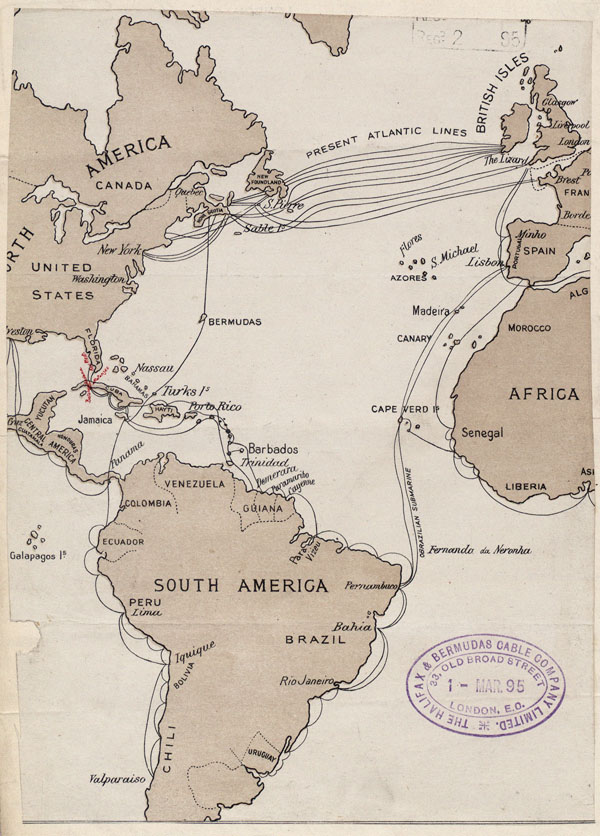 REGD 2 95
AMERICA
CANADA
Quebec
NEW FOUNDLAND
S. Pierre
NOVA SCOTIA
Sable Iᵈ
PRESENT ATLANTIC LINES
BRITISH ISLES
Glasgow
Liverpool
London
The Lizard
Brest
FRAN
Borde
Minho
SPAIN
PORTUGAL
Lisbon
ALG
RTH
New York
Washington
UNITED
STATES
BERMUDAS
Flores
S. Michael
AZORES
Madeira
MOROCCO
CANARY
AFRICA
reston
FLORIDA
Nassau
BAHAMAS
CUBA
Turks Iˢ
HAYTI
Porto Rico
Jamaica
YUCUTAN
CENTRAL
AMERICA
GUATAMALA
HONDURAS
Panama
CAPE VERD Iˢ
Senegal
LIBERIA
Barbados
Trinidad
Demerara
Paramaribo
Cayenne
VENEZUELA
COLOMBIA
GUIANA
ECUADOR
Galapagos Iˢ
Para
Vizeu
BRAZILIAN SUBMARINE
Fernando da Neronha
SOUTH AMERICA
Pernambuco
PERU
Lima
Bahia
BRAZIL
Iquique
BOLIVIA
Rio Janeiro
CHILI
URUGUAY
Valparaiso
THE HALIFAX & BERMUDAS CABLE COMPANY LIMITED.
33, OLD BROAD STREET
1 - MAR. 95
LONDON, E.C.